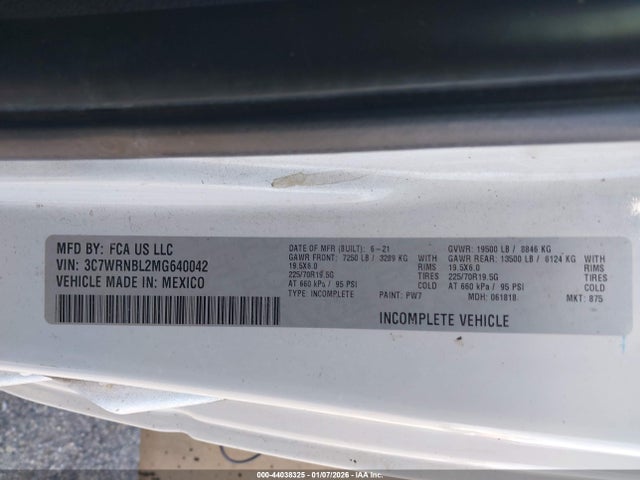 MFD BY: FCA US LLC
VIN: 3C7WRNBL2MG640042
VEHICLE MADE IN: MEXICO
DATE OF MFR (BUILT): 6-21
GAWR FRONT: 7250 LB / 3289 KG WITH
19.5X6.0 RIMS
225/70R19.5G TIRES
AT 660 kPa / 95 PSI COLD
TYPE: INCOMPLETE PAINT: PW7
GVWR: 19500 LB / 8846 KG
GAWR REAR: 13500 LB / 6124 KG WITH
19.5X6.0 RIMS
225/70R19.5G TIRES
AT 660 kPa / 95 PSI COLD
MDH: 061818 MKT: 875
INCOMPLETE VEHICLE
000-44038325 - 01/07/2026 - © Copyright IAA, Inc.